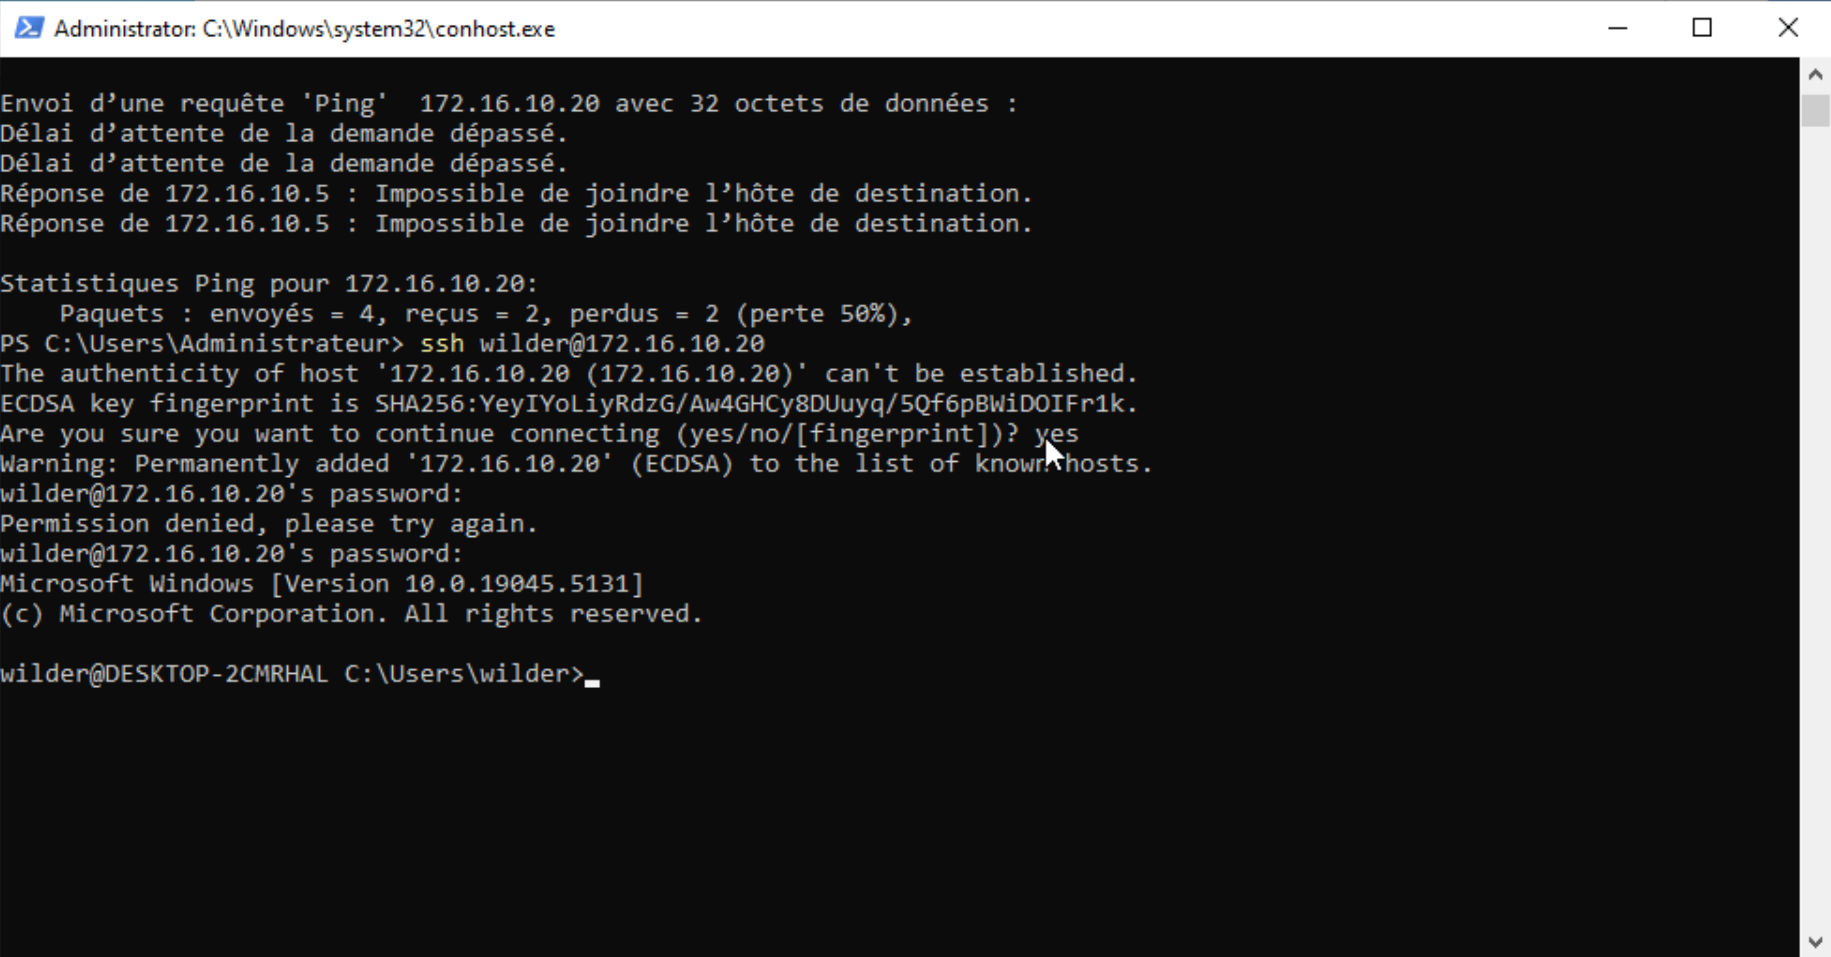 Administrator: C:\Windows\system32\conhost.exe
Envoi d’une requête 'Ping'  172.16.10.20 avec 32 octets de données :
Délai d’attente de la demande dépassé.
Délai d’attente de la demande dépassé.
Réponse de 172.16.10.5 : Impossible de joindre l’hôte de destination.
Réponse de 172.16.10.5 : Impossible de joindre l’hôte de destination.
Statistiques Ping pour 172.16.10.20:
    Paquets : envoyés = 4, reçus = 2, perdus = 2 (perte 50%),
PS C:\Users\Administrateur> ssh wilder@172.16.10.20
The authenticity of host '172.16.10.20 (172.16.10.20)' can't be established.
ECDSA key fingerprint is SHA256:YeyIYoLiyRdzG/Aw4GHCy8DUuyq/5Qf6pBWiDOIFr1k.
Are you sure you want to continue connecting (yes/no/[fingerprint])? yes
Warning: Permanently added '172.16.10.20' (ECDSA) to the list of known hosts.
wilder@172.16.10.20's password:
Permission denied, please try again.
wilder@172.16.10.20's password:
Microsoft Windows [Version 10.0.19045.5131]
(c) Microsoft Corporation. All rights reserved.
wilder@DESKTOP-2CMRHAL C:\Users\wilder>